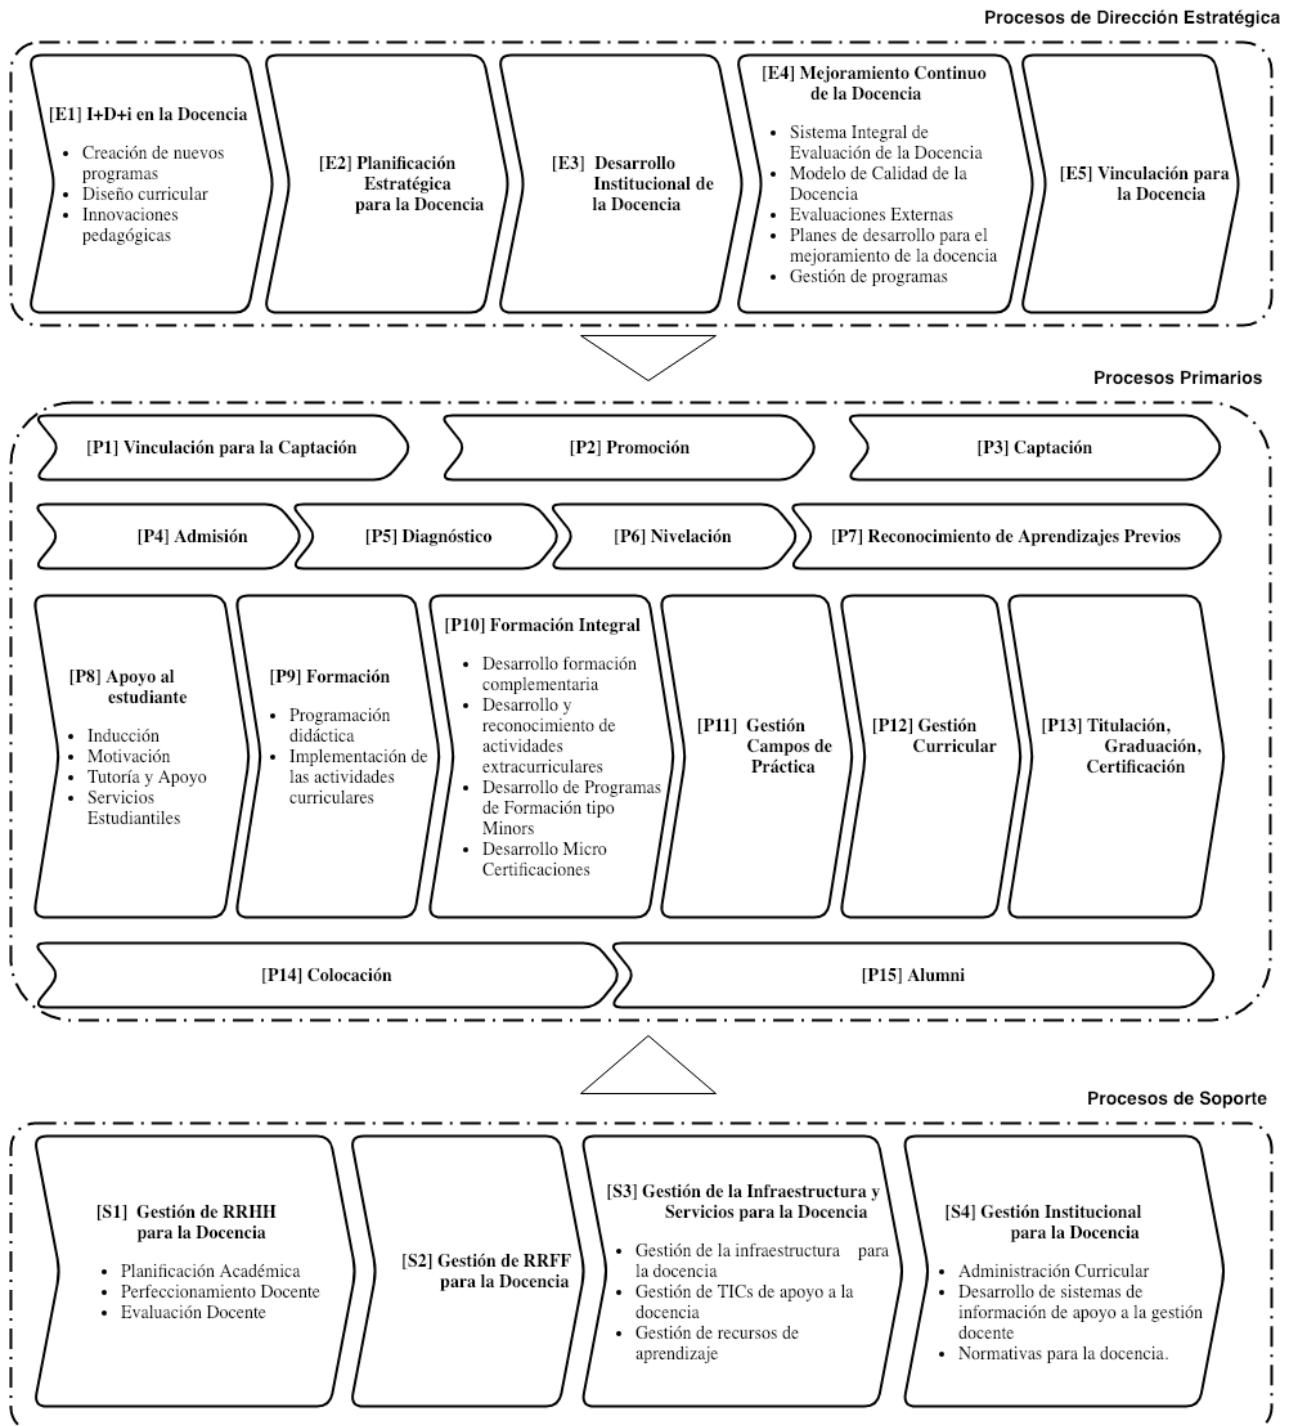 Procesos de Dirección Estratégica
[E1] I+D+i en la Docencia
• Creación de nuevos
programas
• Diseño curricular
• Innovaciones
pedagógicas
[E2] Planificación
Estratégica
para la Docencia
[E3] Desarrollo
Institucional de
la Docencia
[E4] Mejoramiento Continuo
de la Docencia
• Sistema Integral de
Evaluación de la Docencia
• Modelo de Calidad de la
Docencia
• Evaluaciones Externas
• Planes de desarrollo para el
mejoramiento de la docencia
• Gestión de programas
[E5] Vinculación para
la Docencia
Procesos Primarios
[P1] Vinculación para la Captación
[P2] Promoción
[P3] Captación
[P4] Admisión
[P5] Diagnóstico
[P6] Nivelación
[P7] Reconocimiento de Aprendizajes Previos
[P8] Apoyo al
estudiante
• Inducción
• Motivación
• Tutoría y Apoyo
• Servicios
Estudiantiles
[P9] Formación
• Programación
didáctica
• Implementación de
las actividades
curriculares
[P10] Formación Integral
• Desarrollo formación
complementaria
• Desarrollo y
reconocimiento de
actividades
extracurriculares
• Desarrollo de Programas
de Formación tipo
Minors
• Desarrollo Micro
Certificaciones
[P11] Gestión
Campos de
Práctica
[P12] Gestión
Curricular
[P13] Titulación,
Graduación,
Certificación
[P14] Colocación
[P15] Alumni
Procesos de Soporte
[S1] Gestión de RRHH
para la Docencia
• Planificación Académica
• Perfeccionamiento Docente
• Evaluación Docente
[S2] Gestión de RRFF
para la Docencia
[S3] Gestión de la Infraestructura y
Servicios para la Docencia
• Gestión de la infraestructura para
la docencia
• Gestión de TICs de apoyo a la
docencia
• Gestión de recursos de
aprendizaje
[S4] Gestión Institucional
para la Docencia
• Administración Curricular
• Desarrollo de sistemas de
información de apoyo a la gestión
docente
• Normativas para la docencia.